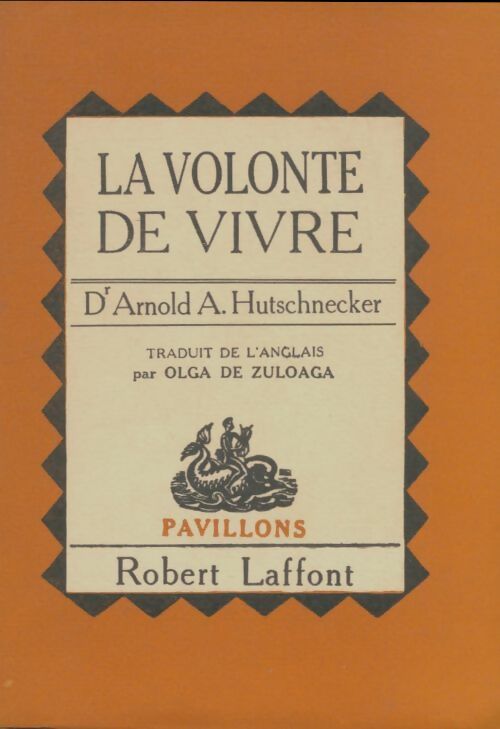 LA VOLONTE
DE VIVRE
Dr Arnold A. Hutschnecker
TRADUIT DE L'ANGLAIS
par OLGA DE ZULOAGA
PAVILLONS
Robert Laffont